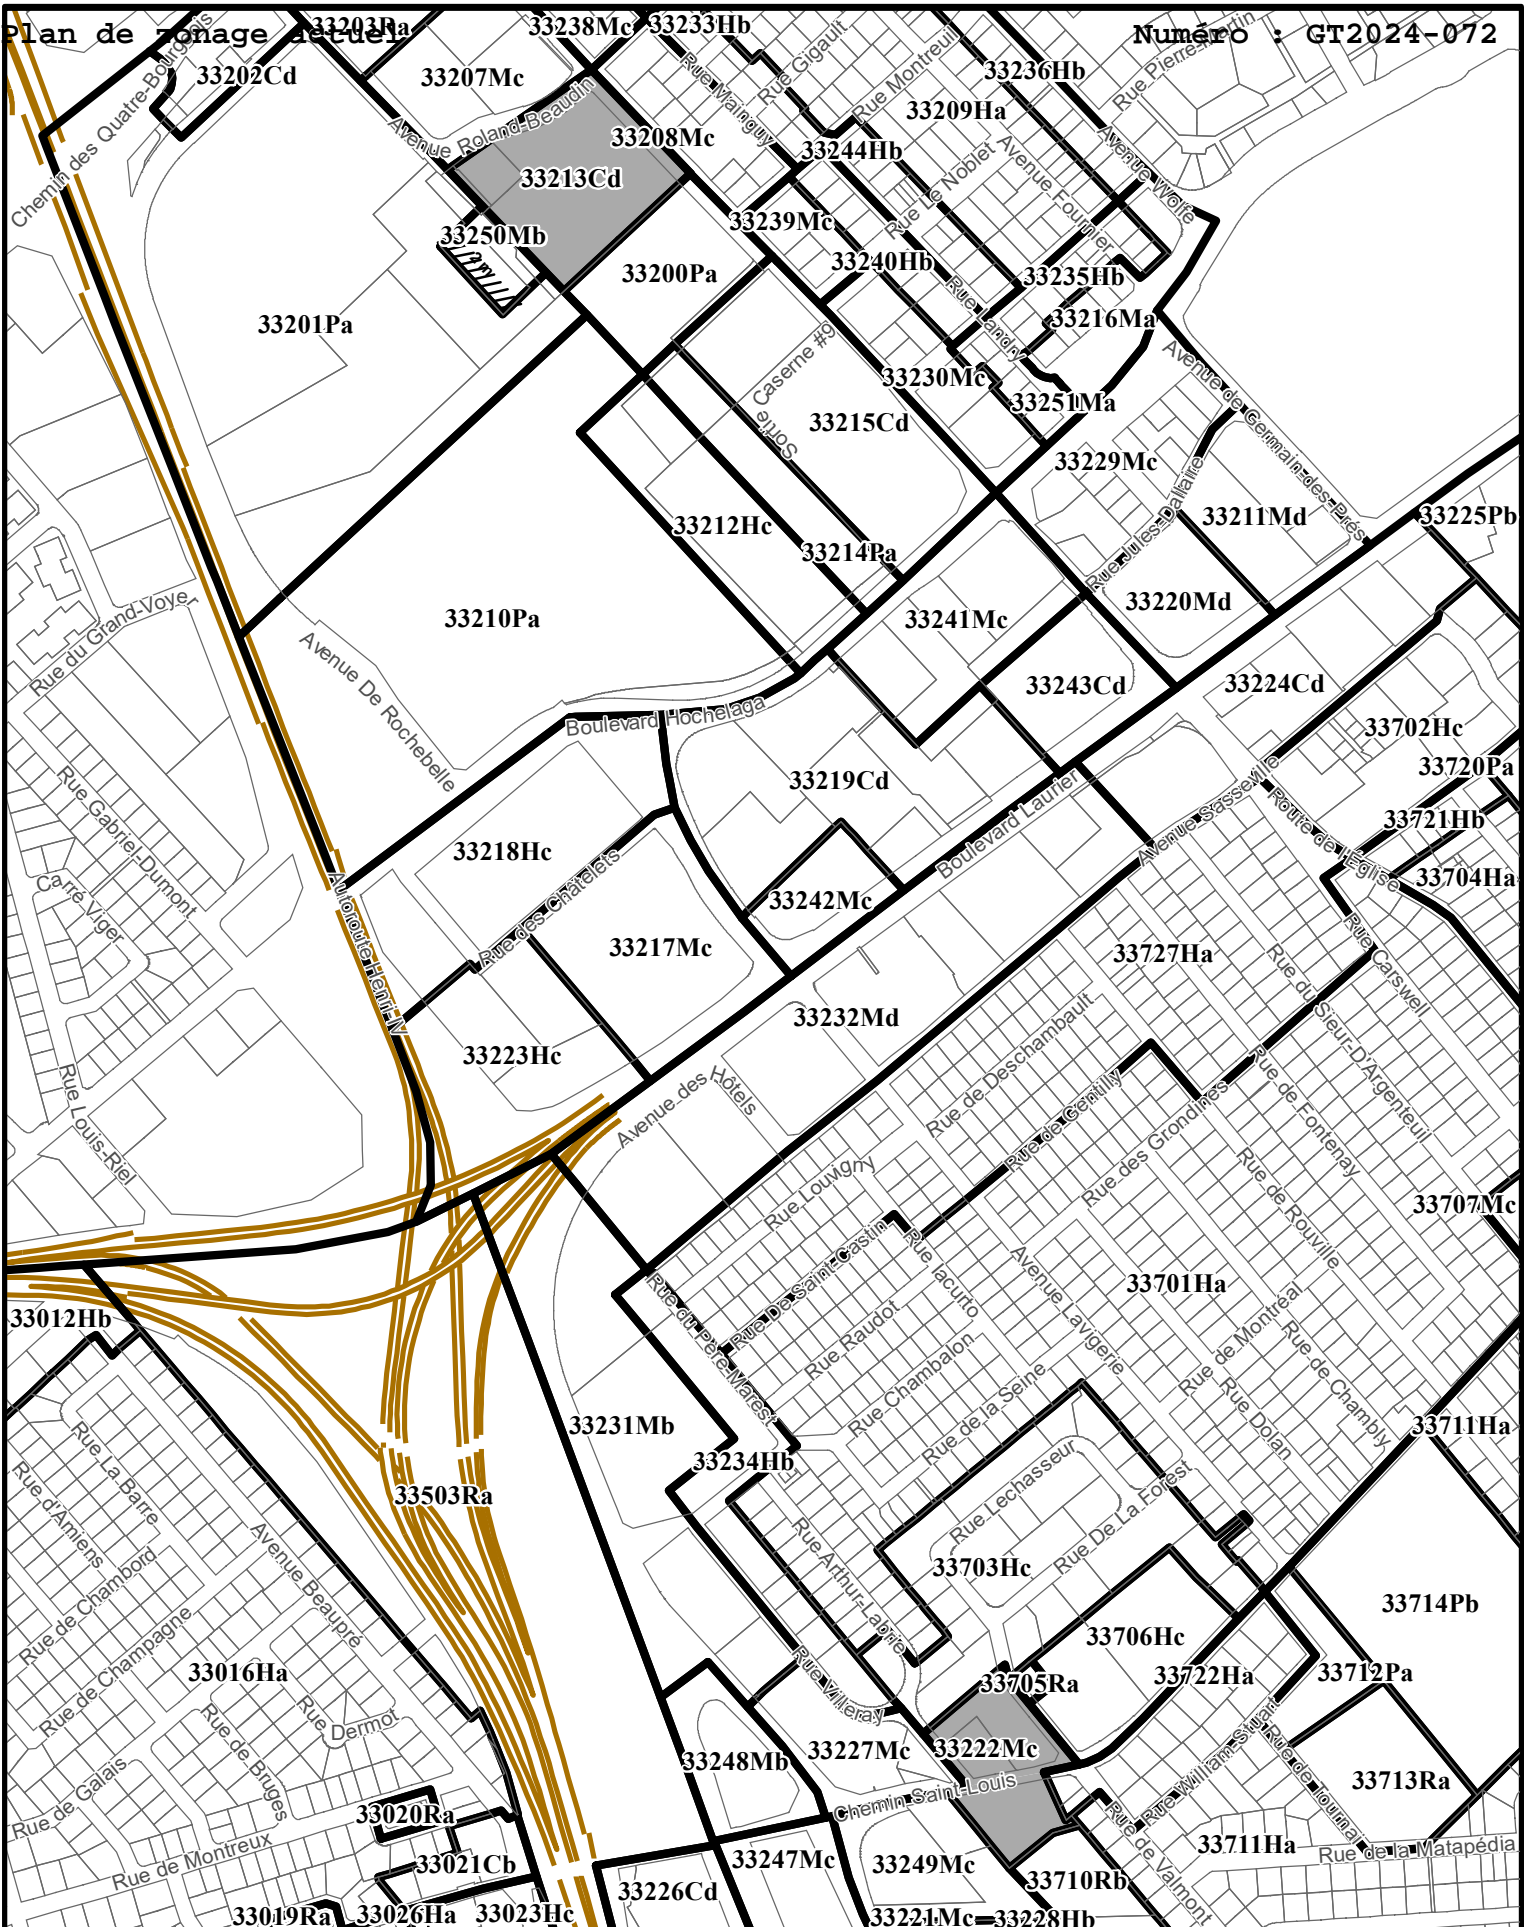 Plan de zonage actuel
Numéro : GT2024-072
33203Ra
33238Mc
33233Hb
33202Cd
33207Mc
33236Hb
Rue Pierre-Martin
Chemin des Quatre-Bourgeois
Avenue Roland-Beaudin
Rue Mainguy
Rue Gigault
Rue Montreuil
33209Ha
33208Mc
33244Hb
Avenue Wolfe
33213Cd
Rue Le Noblet
Avenue Fournier
33239Mc
33250Mb
33240Hb
33200Pa
33235Hb
33201Pa
Rue Landry
33216Ma
Sortie Caserne #9
33230Mc
Avenue de Germain-des-Prés
33251Ma
33215Cd
33229Mc
33212Hc
Rue Jules-Dallaire
33211Md
33225Pb
33214Pa
Rue du Grand-Voyer
33210Pa
33241Mc
33220Md
Avenue De Rochebelle
33243Cd
33224Cd
Boulevard Hochelaga
33702Hc
33219Cd
33720Pa
Rue Gabriel-Dumont
Boulevard Laurier
Avenue Sasseville
Route de l'Église
33721Hb
33218Hc
33704Ha
Carré Viger
Autoroute Henri-IV
33242Mc
Rue des Châtelets
33217Mc
33727Ha
Rue Carswell
Rue du Sieur-D'Argenteuil
33232Md
33223Hc
Rue de Deschambault
Rue Louis-Riel
Avenue des Hôtels
Rue de Gentilly
Rue des Grondines
Rue de Fontenay
Rue Louvigny
Rue de Rouville
33707Mc
Rue De Saint-Castin
Rue Iacurto
Avenue Lavigerie
33701Ha
33012Hb
Rue du Père-Marest
Rue Raudot
Rue Chambalon
Rue de Montréal
Rue de Chambly
Rue de la Seine
Rue Dolan
33231Mb
33711Ha
Rue La Barre
33234Hb
Rue d'Amiens
33503Ra
Rue Lechasseur
Rue De La Forest
Avenue Beaupré
Rue Arthur-Labrie
33703Hc
Rue de Chambord
33714Pb
Rue de Champagne
33706Hc
33016Ha
33705Ra
33722Ha
33712Pa
Rue Villeray
Rue Dermot
Rue de Bruges
33248Mb
33227Mc
33222Mc
Rue William-Stuart
Rue de Tournai
33713Ra
Rue de Galais
Chemin Saint-Louis
33020Ra
Rue de Valmont
33711Ha
Rue de la Matapédia
Rue de Montreux
33021Cb
33247Mc
33249Mc
33710Rb
33226Cd
33019Ra
33026Ha
33023Hc
33221Mc
33228Hb